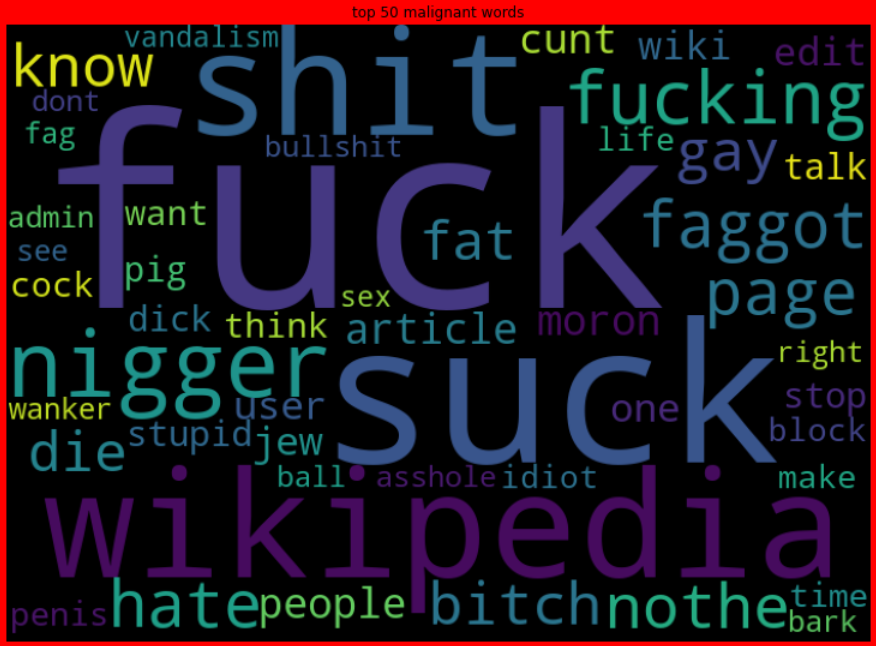 top 50 malignant words
vandalism
shit
cunt
wiki
edit
know
fucking
dont
fag
bullshit
life
gay
talk
fuck
admin
want
faggot
see
fat
cock
pig
page
sex
dick
think
article
moron
nigger
suck
right
wanker
user
one
stop
die
stupid
jew
block
ball
asshole
idiot
make
wikipedia
penis
hate
people
bitch
nothe
time
bark